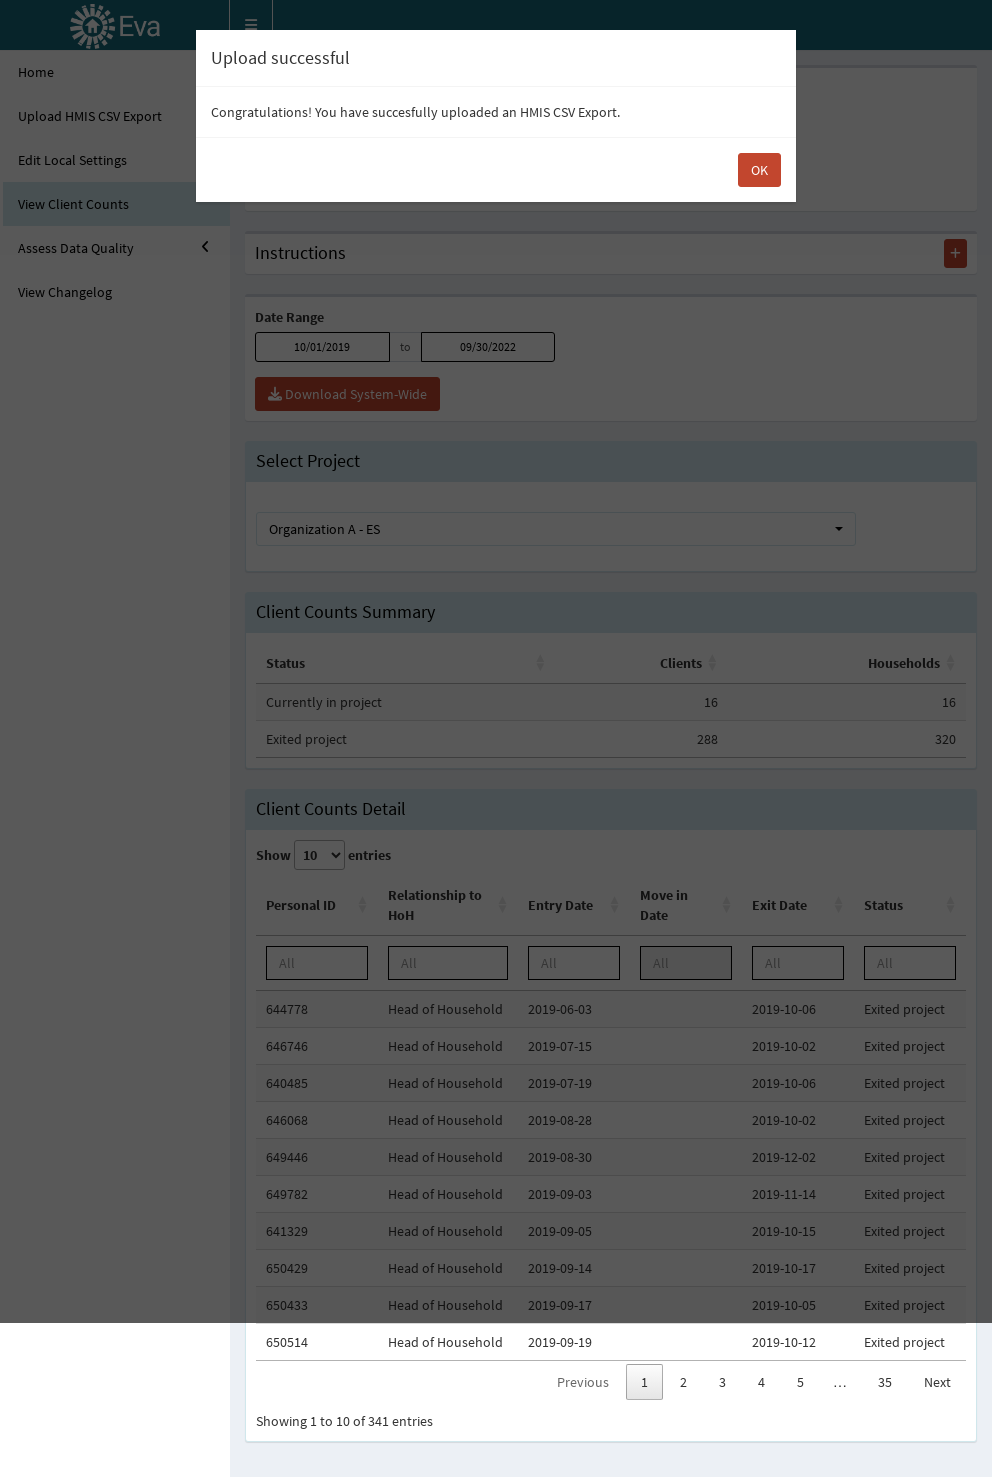 Eva
Upload successful
Congratulations! You have succesfully uploaded an HMIS CSV Export.
OK
Home
Upload HMIS CSV Export
Edit Local Settings
View Client Counts
Assess Data Quality
View Changelog
Instructions
Date Range
10/01/2019 to 09/30/2022
Download System-Wide
Select Project
Organization A - ES
Client Counts Summary
Status Clients Households
Currently in project 16 16
Exited project 288 320
Client Counts Detail
Show 10 entries
Personal ID Relationship to HoH Entry Date Move in Date Exit Date Status
All All All All All All
644778 Head of Household 2019-06-03 2019-10-06 Exited project
646746 Head of Household 2019-07-15 2019-10-02 Exited project
640485 Head of Household 2019-07-19 2019-10-06 Exited project
646068 Head of Household 2019-08-28 2019-10-02 Exited project
649446 Head of Household 2019-08-30 2019-12-02 Exited project
649782 Head of Household 2019-09-03 2019-11-14 Exited project
641329 Head of Household 2019-09-05 2019-10-15 Exited project
650429 Head of Household 2019-09-14 2019-10-17 Exited project
650433 Head of Household 2019-09-17 2019-10-05 Exited project
650514 Head of Household 2019-09-19 2019-10-12 Exited project
Previous 1 2 3 4 5 … 35 Next
Showing 1 to 10 of 341 entries